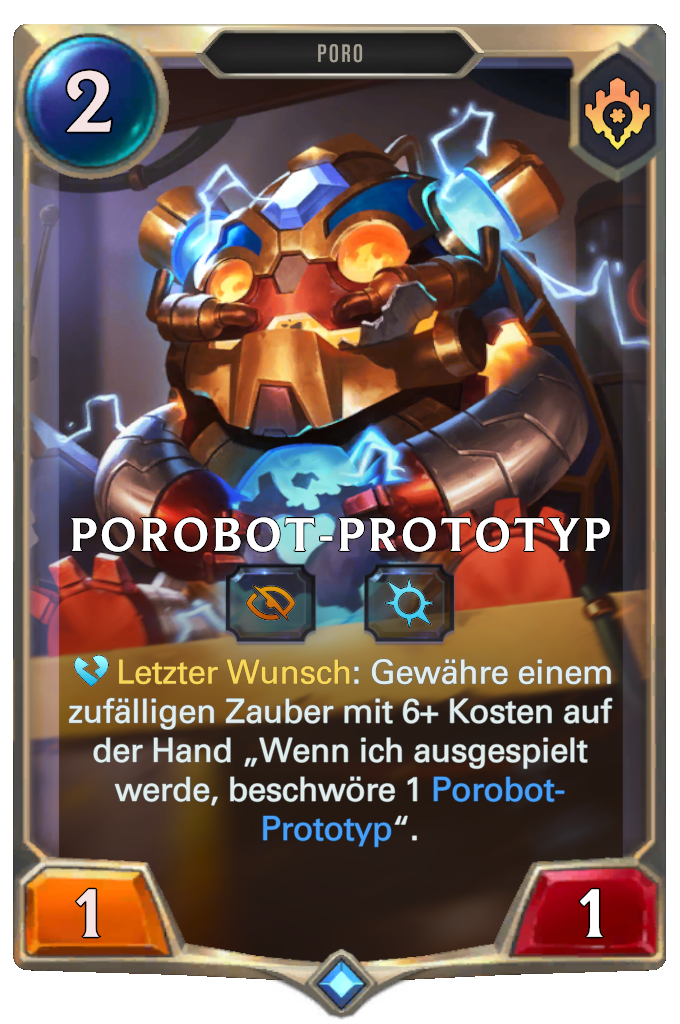 2
PORO
POROBOT-PROTOTYP
Letzter Wunsch: Gewähre einem
zufälligen Zauber mit 6+ Kosten auf
der Hand „Wenn ich ausgespielt
werde, beschwöre 1 Porobot-
Prototyp“.
1
1